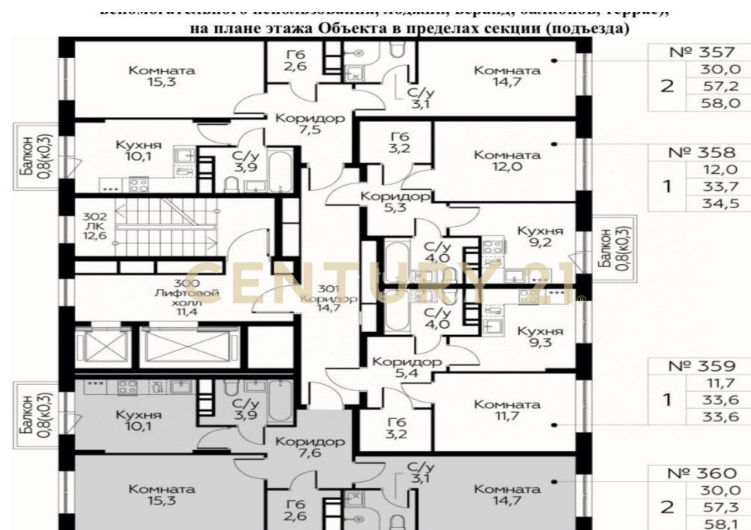 вспомогательного использования, лоджий, веранд, балконов, террас),
на плане этажа Объекта в пределах секции (подъезда)
Комната
15,3
Гб
2,6
С/у
3,1
Комната
14,7
№ 357
2
30,0
57,2
58,0
Коридор
7,5
Балкон
0,8(к0,3)
Кухня
10,1
С/у
3,9
Гб
3,2
Комната
12,0
№ 358
1
12,0
33,7
34,5
Коридор
5,3
302
ЛК
12,6
С/у
4,0
Кухня
9,2
Балкон
0,8(к0,3)
300
Лифтовой
холл
11,4
301
Коридор
14,7
CENTURY 21
С/у
4,0
Кухня
9,3
Коридор
5,4
№ 359
1
11,7
33,6
33,6
Балкон
0,8(к0,3)
Кухня
10,1
С/у
3,9
Гб
3,2
Комната
11,7
Коридор
7,6
Комната
15,3
Гб
2,6
С/у
3,1
Комната
14,7
№ 360
2
30,0
57,3
58,1